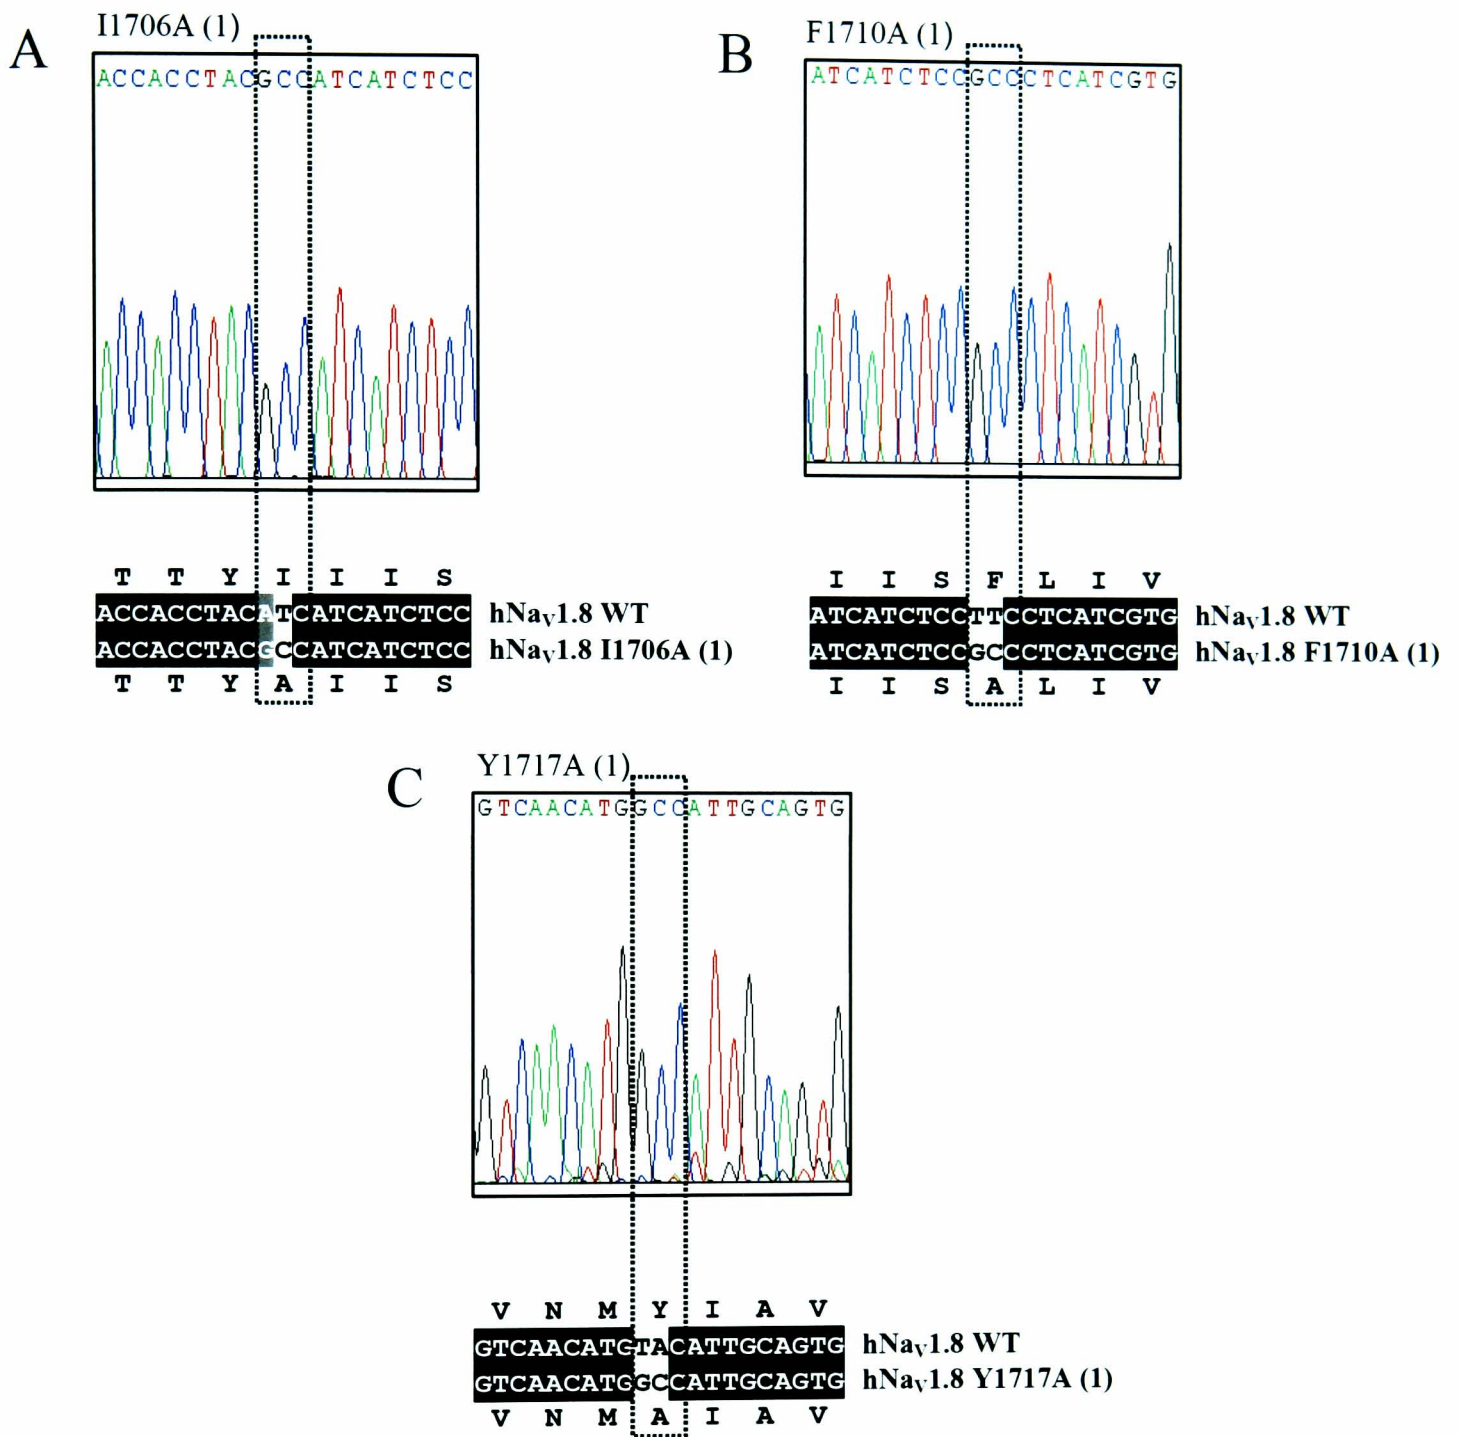 A
I1706A (1)
ACCACCTACGCCATCATCTCC
T T Y I I I S
ACCACCTACATCATCATCTCC hNaV1.8 WT
ACCACCTACGCCATCATCTCC hNaV1.8 I1706A (1)
T T Y A I I S
B
F1710A (1)
ATCATCTCCGCCCTCATCGTG
I I S F L I V
ATCATCTCCTTCCTCATCGTG hNaV1.8 WT
ATCATCTCCGCCCTCATCGTG hNaV1.8 F1710A (1)
I I S A L I V
C
Y1717A (1)
GTCAACATGGCCATTGCAGTG
V N M Y I A V
GTCAACATGTACATTGCAGTG hNaV1.8 WT
GTCAACATGGCCATTGCAGTG hNaV1.8 Y1717A (1)
V N M A I A V